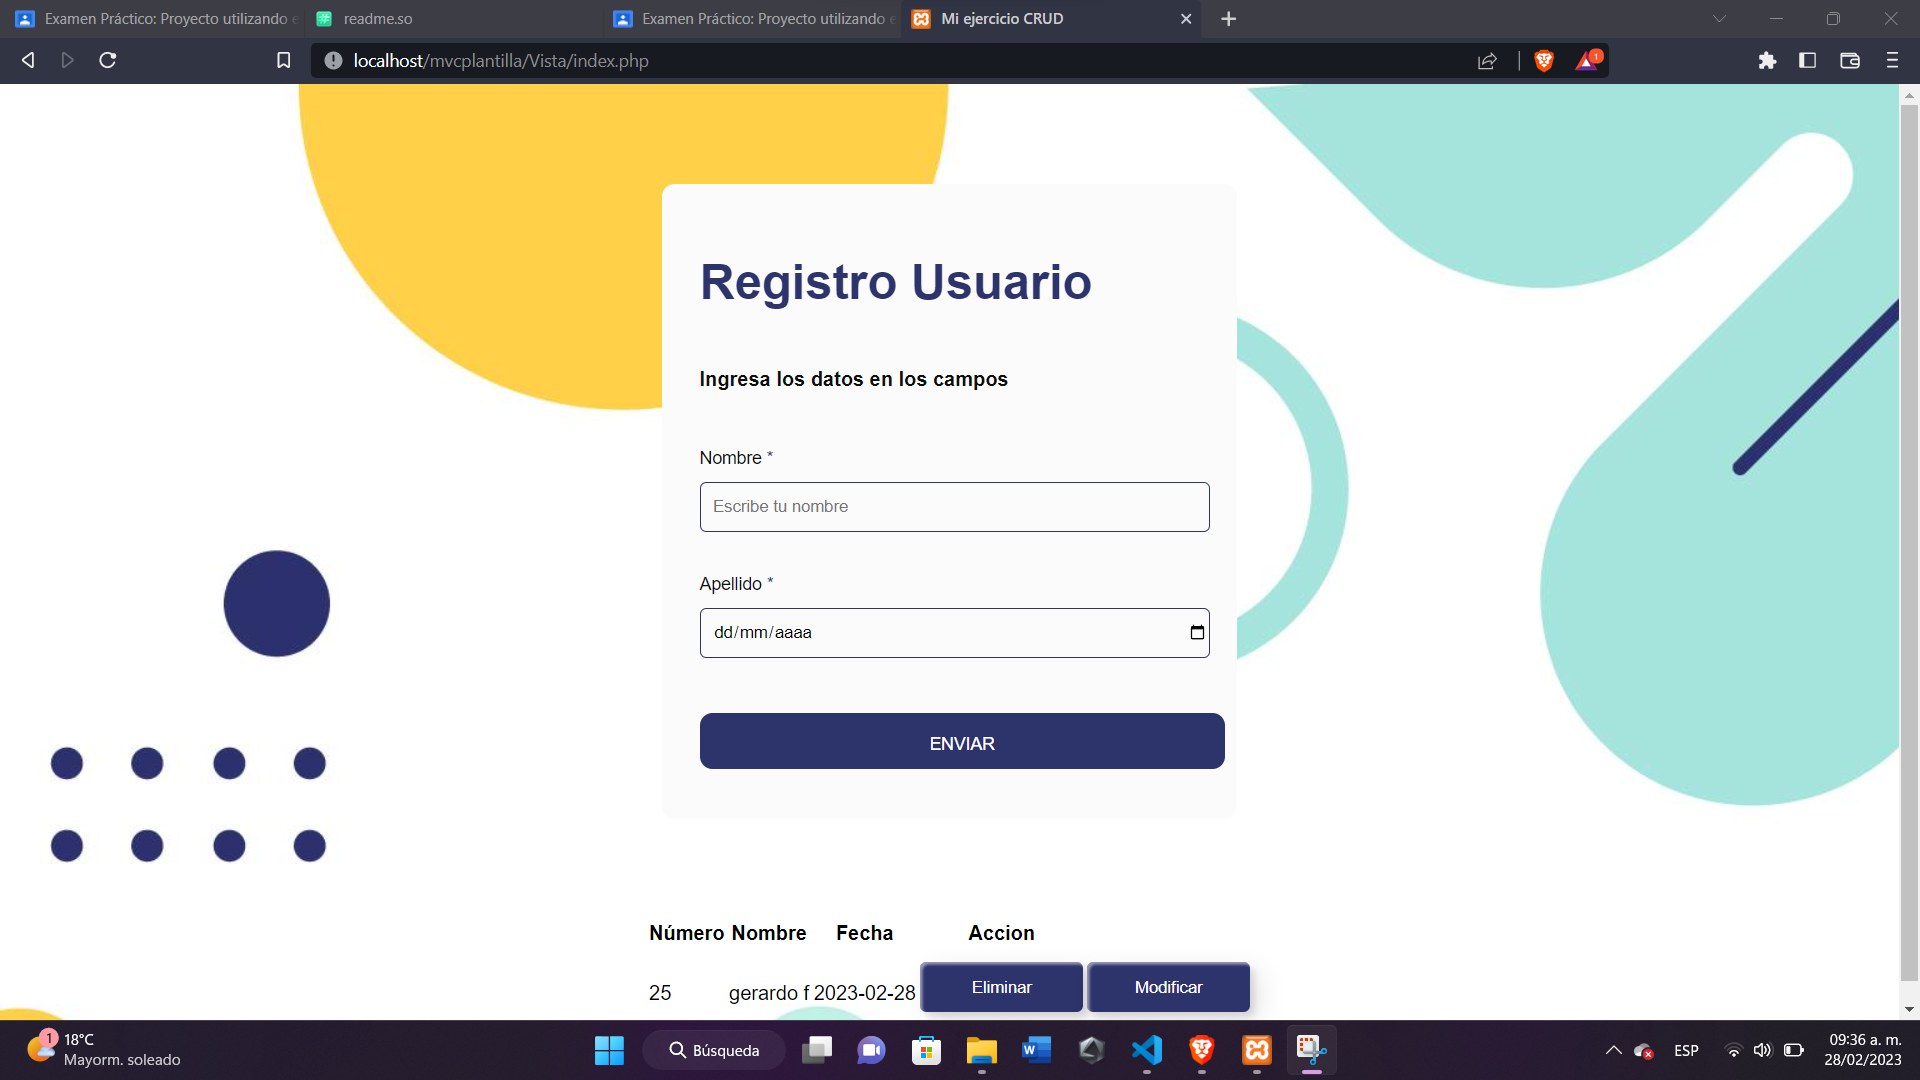 Examen Práctico: Proyecto utilizando e
readme.so
Examen Práctico: Proyecto utilizando e
Mi ejercicio CRUD
localhost/mvcplantilla/Vista/index.php
1
Registro Usuario
Ingresa los datos en los campos
Nombre *
Escribe tu nombre
Apellido *
dd/mm/aaaa
ENVIAR
Número Nombre Fecha Accion
25 gerardo f 2023-02-28 Eliminar Modificar
1
18°C
Mayorm. soleado
Búsqueda
ESP
09:36 a. m.
28/02/2023